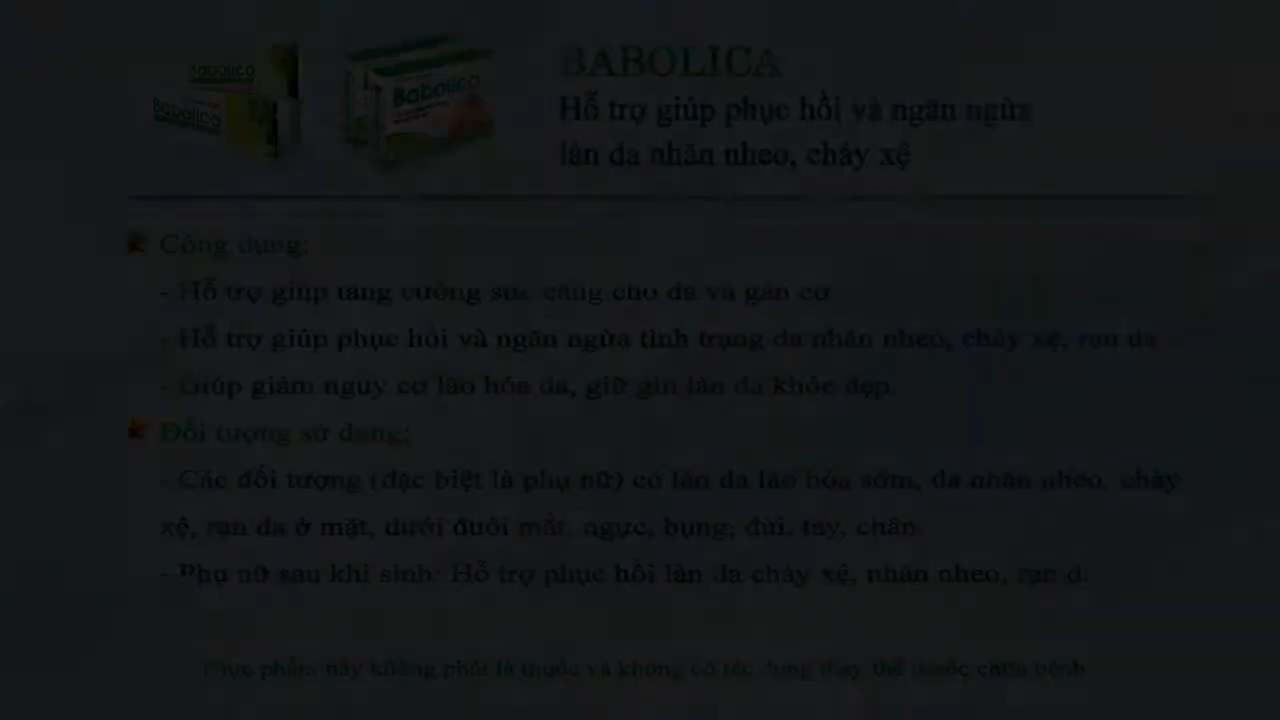 Babolica
Babolica
Babolica
BABOLICA
Hỗ trợ giúp phục hồi và ngăn ngừa
làn da nhăn nheo, chảy xệ
Công dụng:
- Hỗ trợ giúp tăng cường sức căng cho da và gân cơ
- Hỗ trợ giúp phục hồi và ngăn ngừa tình trạng da nhăn nheo, chảy xệ, rạn da
- Giúp giảm nguy cơ lão hóa da, giữ gìn làn da khỏe đẹp.
Đối tượng sử dụng:
- Các đối tượng (đặc biệt là phụ nữ) có làn da lão hóa sớm, da nhăn nheo, chảy
xệ, rạn da ở mặt, dưới đuôi mắt, ngực, bụng, đùi, tay, chân.
- Phụ nữ sau khi sinh: Hỗ trợ phục hồi làn da chảy xệ, nhăn nheo, rạn
Thực phẩm này không phải là thuốc và không có tác dụng thay thế thuốc chữa bệnh